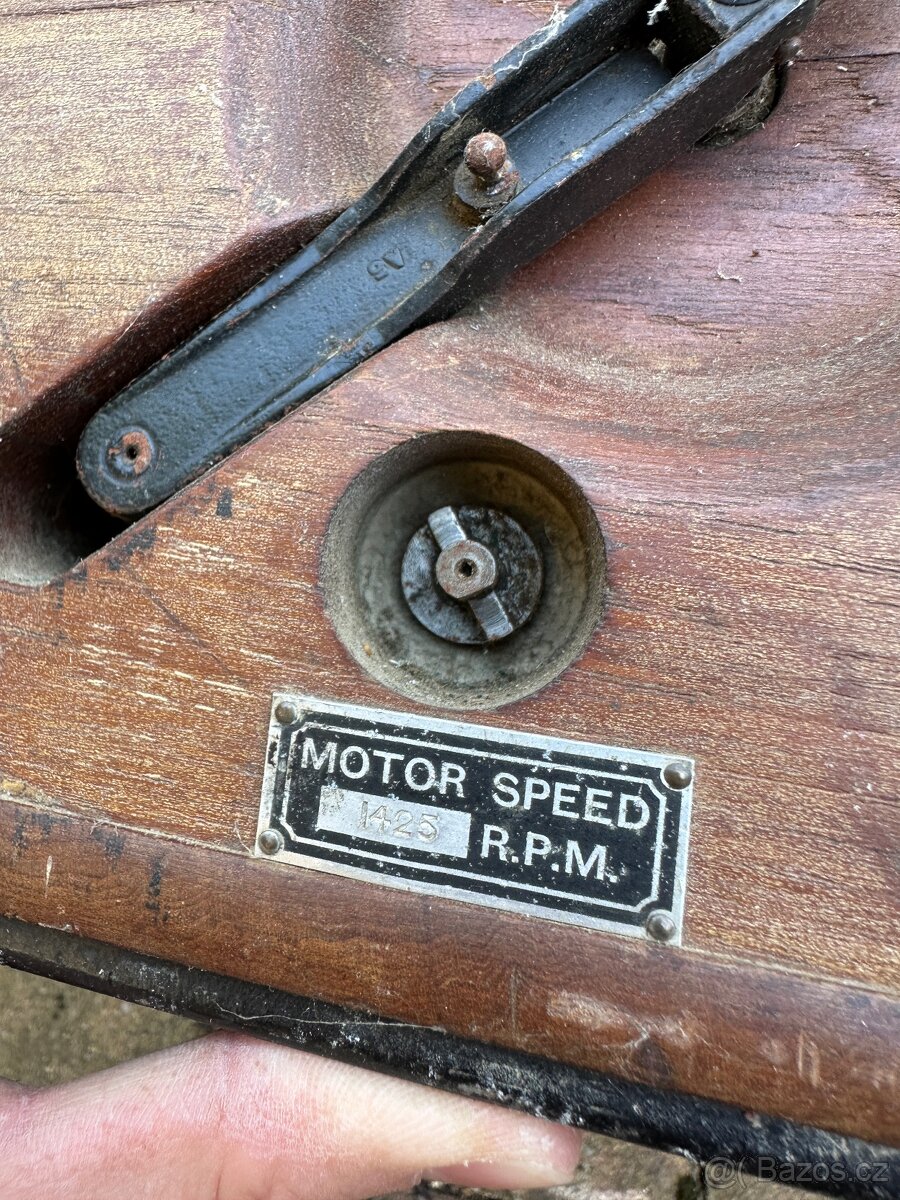 MOTOR SPEED
1425 R.P.M.
@ Bazos.cz